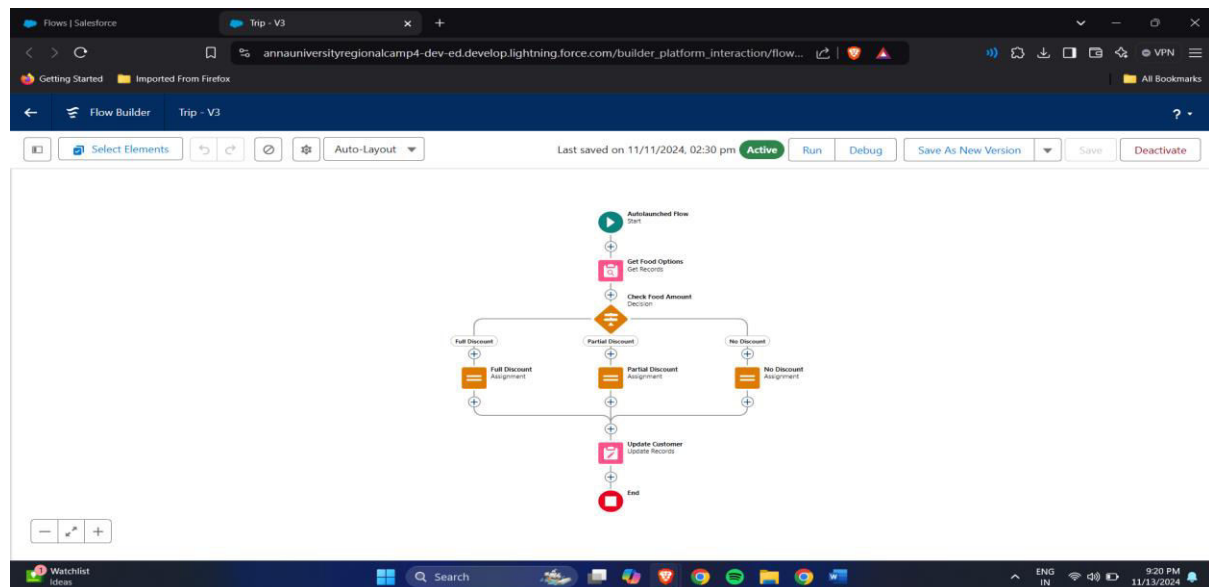 Flows | Salesforce
Trip - V3
annauniversityregionalcamp4-dev-ed.develop.lightning.force.com/builder_platform_interaction/flow...
VPN
Getting Started
Imported From Firefox
All Bookmarks
Flow Builder
Trip - V3
?
Select Elements
Auto-Layout
Last saved on 11/11/2024, 02:30 pm
Active
Run
Debug
Save As New Version
Save
Deactivate
Autolaunched Flow
Start
Get Food Options
Get Records
Check Food Amount
Decision
Full Discount
Partial Discount
No Discount
Full Discount
Assignment
Partial Discount
Assignment
No Discount
Assignment
Update Customer
Update Records
End
1
Watchlist
Ideas
Search
ENG
IN
9:20 PM
11/13/2024